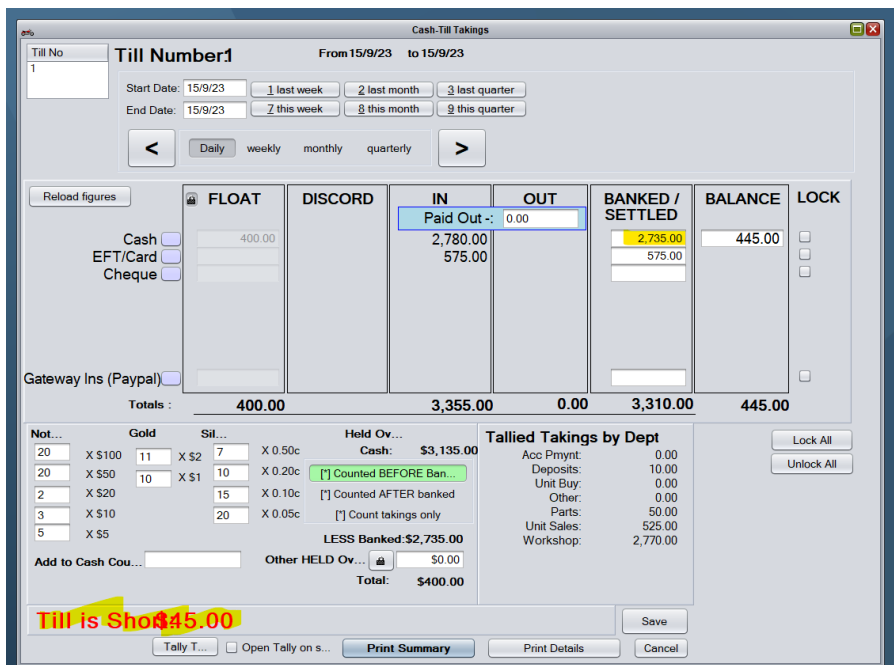 Cash-Till Takings
Till No
1
Till Number:1 From 15/9/23 to 15/9/23
Start Date: 15/9/23 1 last week 2 last month 3 last quarter
End Date: 15/9/23 7 this week 8 this month 9 this quarter
< Daily weekly monthly quarterly >
Reload figures FLOAT DISCORD IN OUT BANKED / SETTLED BALANCE LOCK
Paid Out -: 0.00
Cash 400.00 2,780.00 2,735.00 445.00
EFT/Card 575.00 575.00
Cheque
Gateway Ins (Paypal)
Totals : 400.00 3,355.00 0.00 3,310.00 445.00
Not... Gold Sil... Held Ov... Tallied Takings by Dept Lock All
20 X $100 11 X $2 7 X 0.50c Cash: $3,135.00 Acc Pmynt: 0.00
20 X $50 10 X $1 10 X 0.20c [*] Counted BEFORE Ban... Deposits: 10.00 Unlock All
Unit Buy: 0.00
2 X $20 15 X 0.10c [*] Counted AFTER banked Other: 0.00
3 X $10 20 X 0.05c [*] Count takings only Parts: 50.00
Unit Sales: 525.00
5 X $5 LESS Banked:$2,735.00 Workshop: 2,770.00
Add to Cash Cou... Other HELD Ov... $0.00
Total: $400.00
Till is Short $45.00 Save
Tally T... Open Tally on s... Print Summary Print Details Cancel